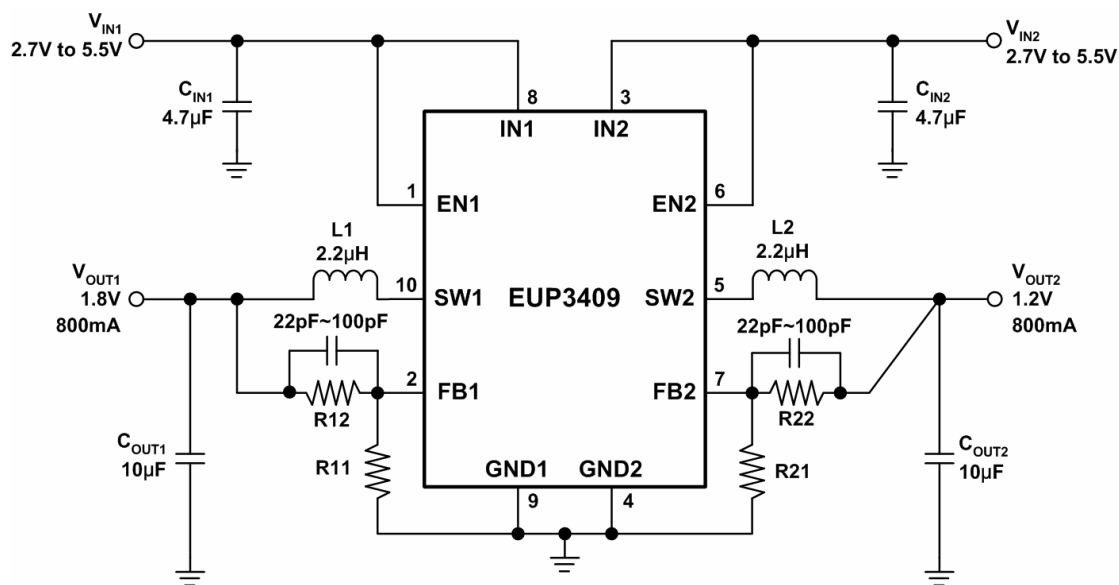 VIN1
2.7V to 5.5V
VIN2
2.7V to 5.5V
CIN1
4.7µF
8
3
CIN2
4.7µF
IN1
IN2
1
EN1
EN2
6
L1
2.2µH
L2
2.2µH
VOUT1
1.8V
800mA
10
SW1
EUP3409
SW2
5
VOUT2
1.2V
800mA
22pF~100pF
22pF~100pF
2
FB1
FB2
7
R12
R22
COUT1
10µF
R11
GND1
GND2
R21
COUT2
10µF
9
4